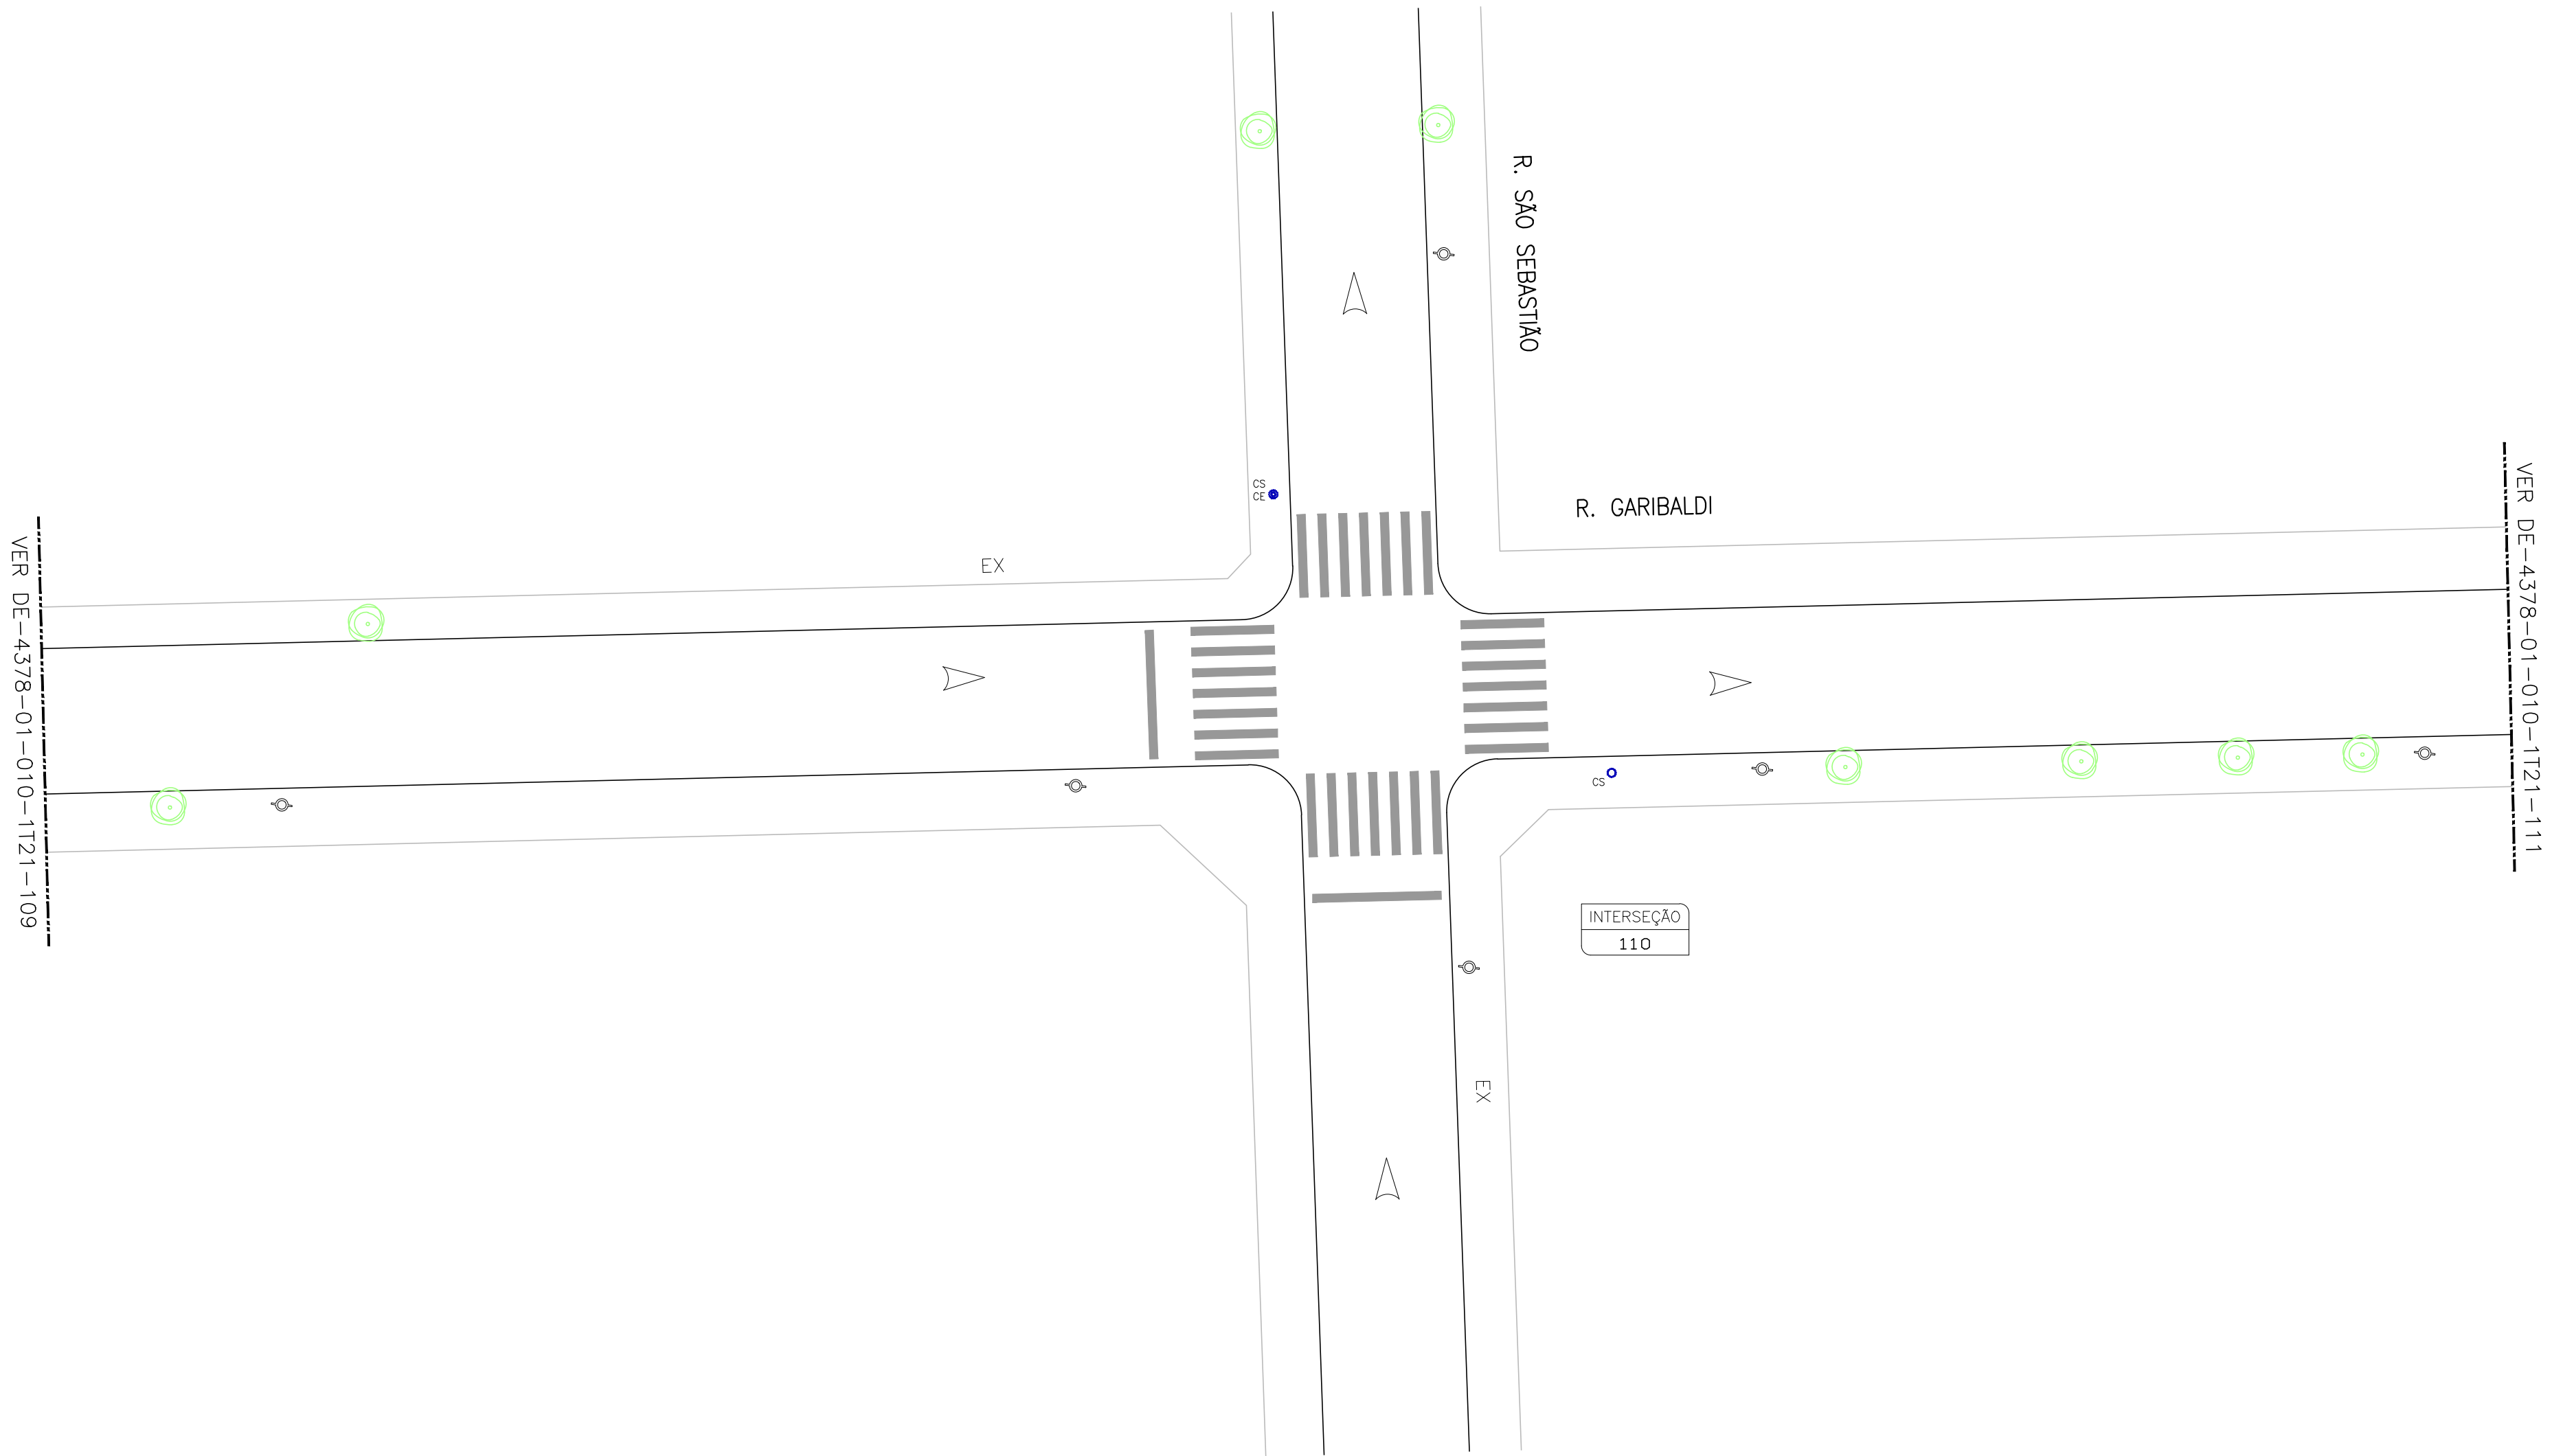 R. SÃO SEBASTIÃO
R. GARIBALDI
CS
CE
EX
VER DE-4378-01-010-1T21-109
VER DE-4378-01-010-1T21-111
CS
INTERSEÇÃO
110
EX